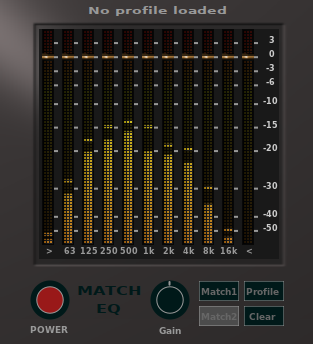 No profile loaded
3
0
-3
-6
-10
-15
-20
-30
-40
-50
> 63 125 250 500 1k 2k 4k 8k 16k <
MATCH EQ
POWER
Gain
Match1 Profile
Match2 Clear